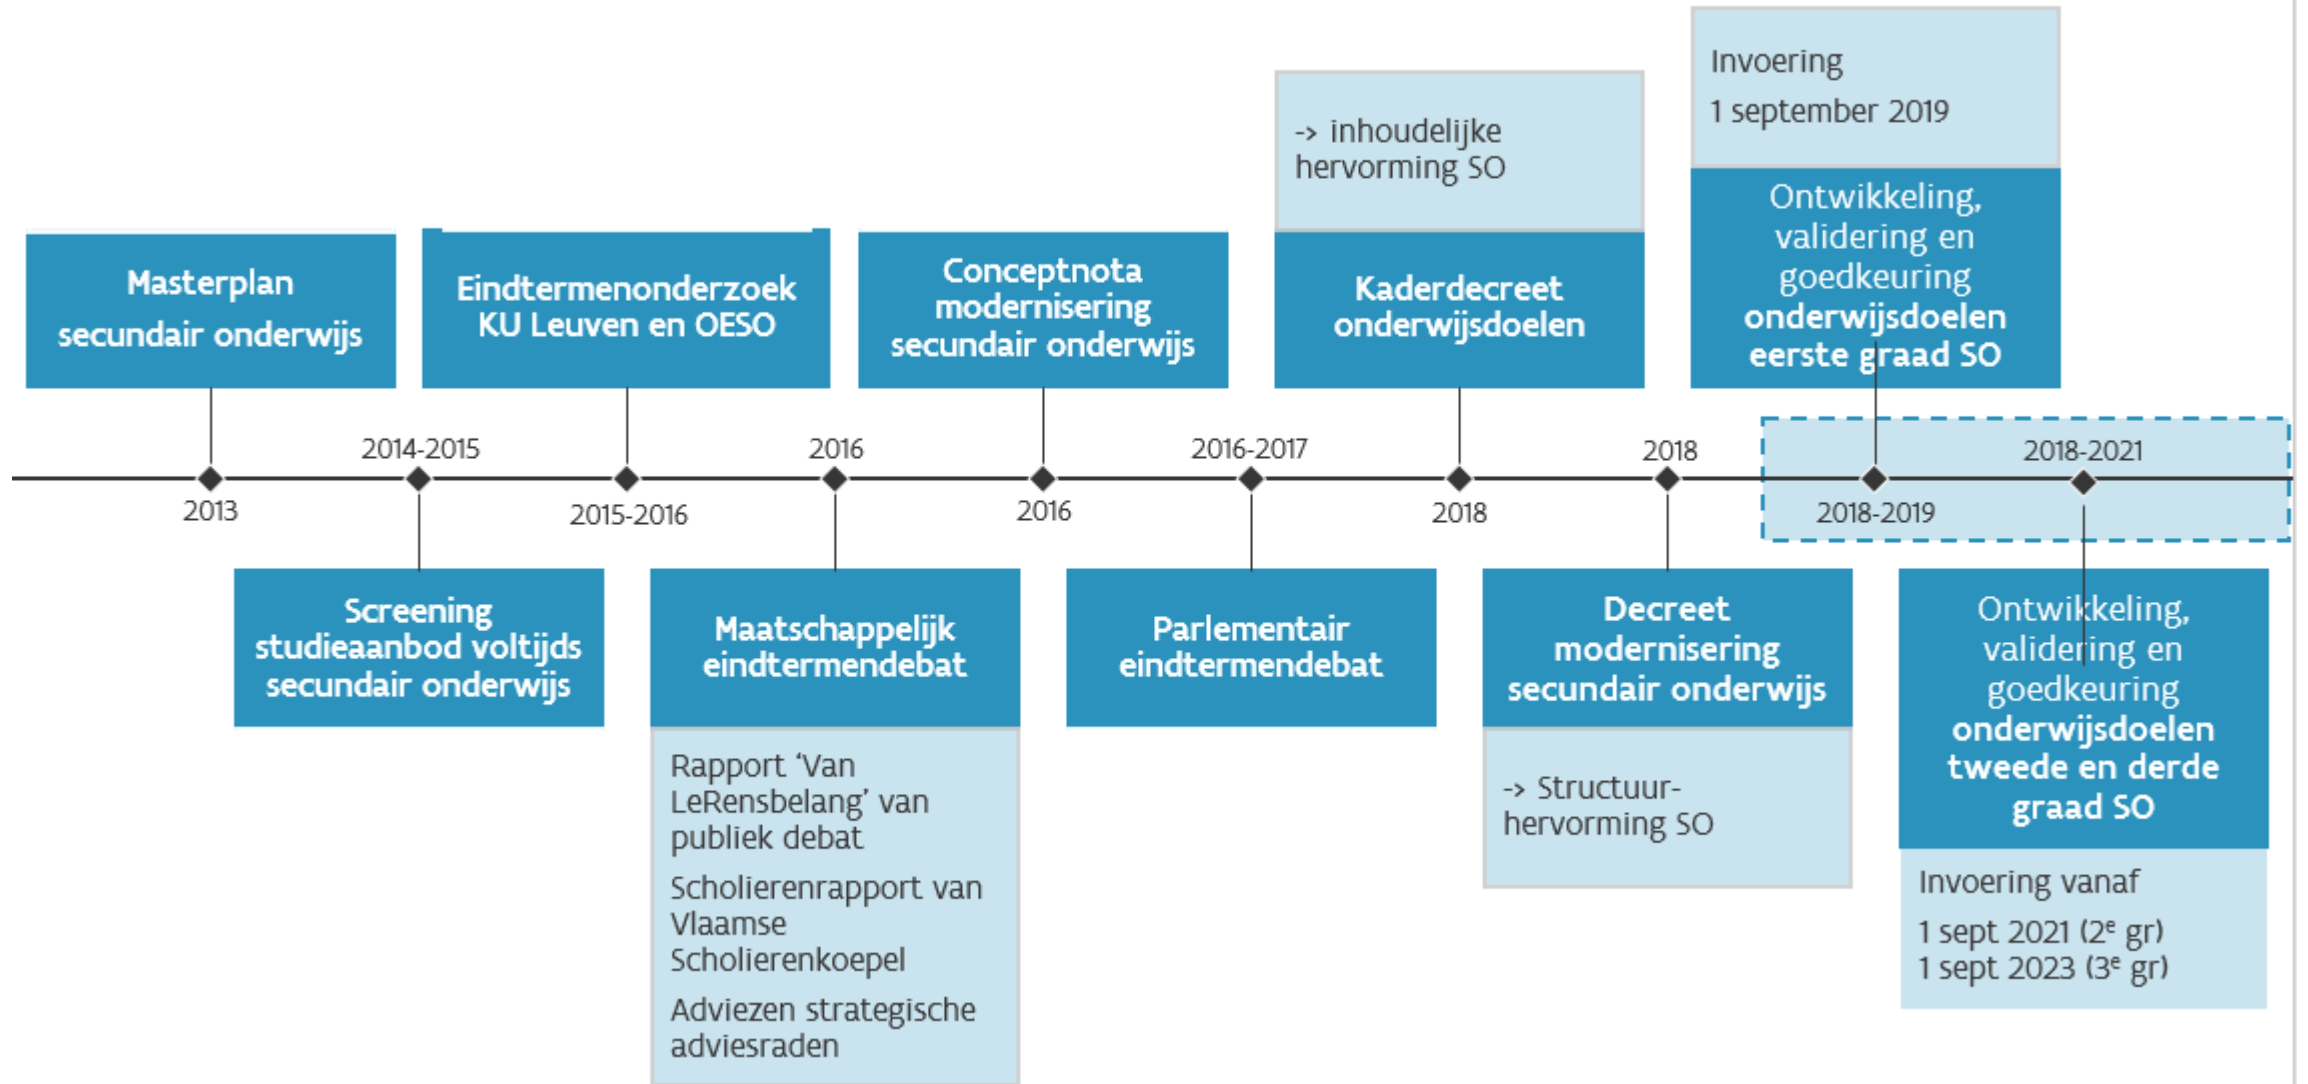 Masterplan
secundair onderwijs
2013
2014-2015
Screening
studieaanbod voltijds
secundair onderwijs
Eindtermenonderzoek
KU Leuven en OESO
2015-2016
2016
Maatschappelijk
eindtermendebat
Rapport ‘Van
LeRensbelang’ van
publiek debat
Scholierenrapport van
Vlaamse
Scholierenkoepel
Adviezen strategische
adviesraden
Conceptnota
modernisering
secundair onderwijs
2016
2016-2017
Parlementair
eindtermendebat
-> inhoudelijke
hervorming SO
Kaderdecreet
onderwijsdoelen
2018
2018
Decreet
modernisering
secundair onderwijs
-> Structuur-
hervorming SO
Invoering
1 september 2019
Ontwikkeling,
validering en
goedkeuring
onderwijsdoelen
eerste graad SO
2018-2019
2018-2021
Ontwikkeling,
validering en
goedkeuring
onderwijsdoelen
tweede en derde
graad SO
Invoering vanaf
1 sept 2021 (2e gr)
1 sept 2023 (3e gr)